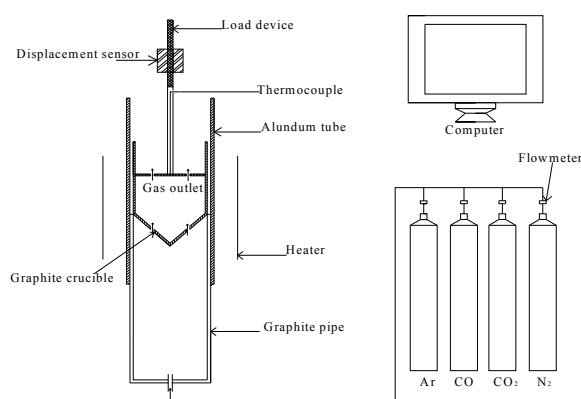 Load device
Displacement sensor
Thermocouple
Alundum tube
Gas outlet
Graphite crucible
Heater
Graphite pipe
Computer
Flowmeter
Ar CO CO₂ N₂